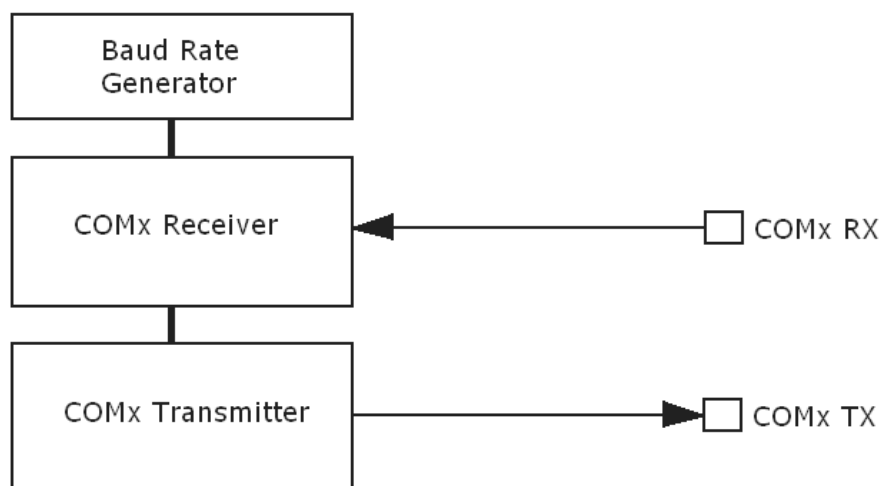 Baud Rate
Generator
COMx Receiver
COMx RX
COMx Transmitter
COMx TX